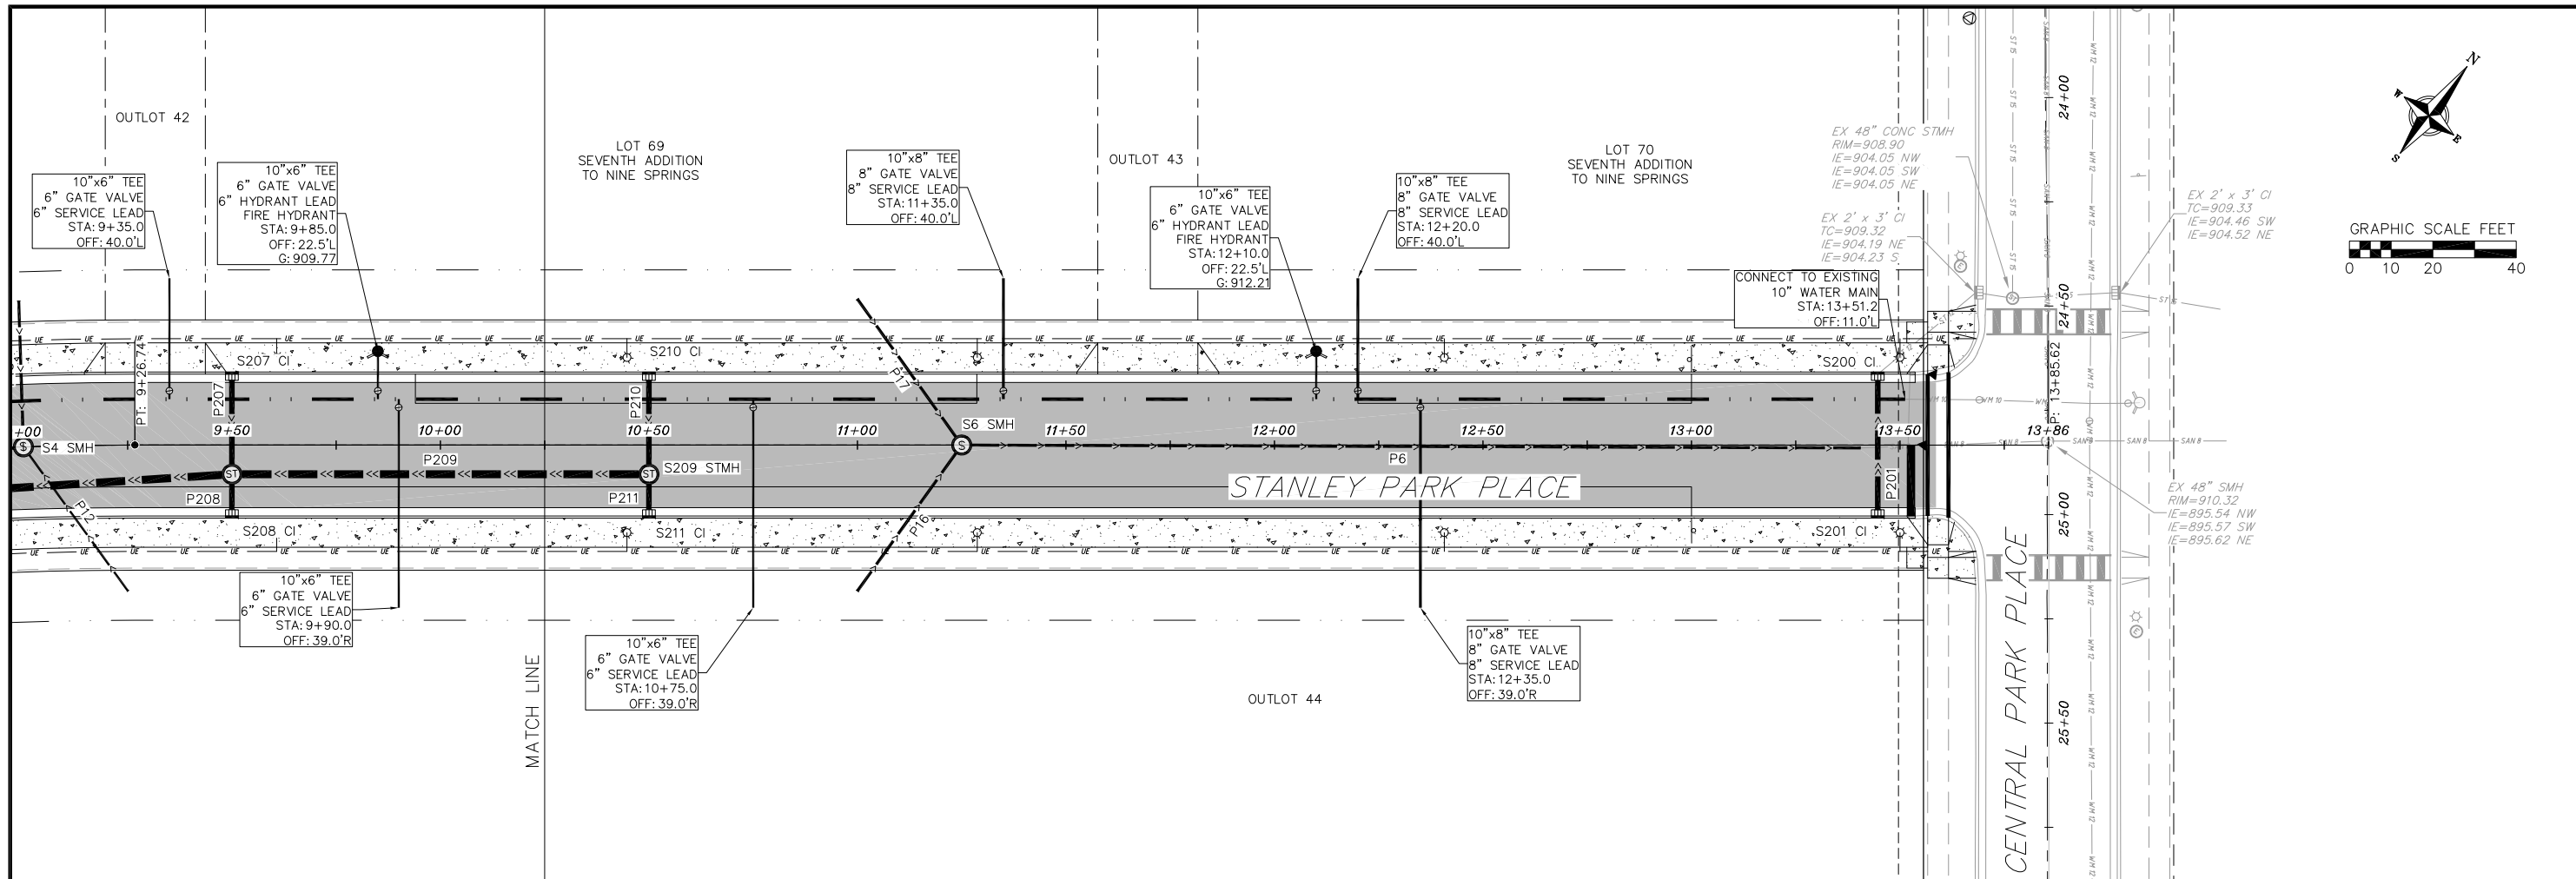 OUTLOT 42
10"x6" TEE
6" GATE VALVE
6" SERVICE LEAD
STA: 9+35.0
OFF: 40.0'L
10"x6" TEE
6" GATE VALVE
6" HYDRANT LEAD
FIRE HYDRANT
STA: 9+85.0
OFF: 22.5'L
G: 909.77
LOT 69
SEVENTH ADDITION
TO NINE SPRINGS
10"x8" TEE
8" GATE VALVE
8" SERVICE LEAD
STA: 11+35.0
OFF: 40.0'L
OUTLOT 43
10"x6" TEE
6" GATE VALVE
6" HYDRANT LEAD
FIRE HYDRANT
STA: 12+10.0
OFF: 22.5'L
G: 912.21
10"x8" TEE
8" GATE VALVE
8" SERVICE LEAD
STA: 12+20.0
OFF: 40.0'L
LOT 70
SEVENTH ADDITION
TO NINE SPRINGS
EX 48" CONC STMH
RIM=908.90
IE=904.05 NW
IE=904.05 SW
IE=904.05 NE
EX 2' x 3' CI
TC=909.32
IE=904.19 NE
IE=904.23 S
CONNECT TO EXISTING
10" WATER MAIN
STA: 13+51.2
OFF: 11.0'L
EX 2' x 3' CI
TC=909.33
IE=904.46 SW
IE=904.52 NE
N
W
E
S
GRAPHIC SCALE FEET
0 10 20 40
24+00
24+50
PT: 9+26.74
S207 CI
S210 CI
S200 CI
P207
P210
P17
P: 13+85.62
+00
S4 SMH
9+50
10+00
10+50
11+00
S6 SMH
11+50
12+00
12+50
13+00
13+50
13+86
P209
S209 STMH
P6
P208
P211
P201
P12
P16
STANLEY PARK PLACE
S208 CI
S211 CI
S201 CI
EX 48" SMH
RIM=910.32
IE=895.54 NW
IE=895.57 SW
IE=895.62 NE
25+00
25+50
CENTRAL PARK PLACE
10"x6" TEE
6" GATE VALVE
6" SERVICE LEAD
STA: 9+90.0
OFF: 39.0'R
MATCH LINE
10"x6" TEE
6" GATE VALVE
6" SERVICE LEAD
STA: 10+75.0
OFF: 39.0'R
10"x8" TEE
8" GATE VALVE
8" SERVICE LEAD
STA: 12+35.0
OFF: 39.0'R
OUTLOT 44